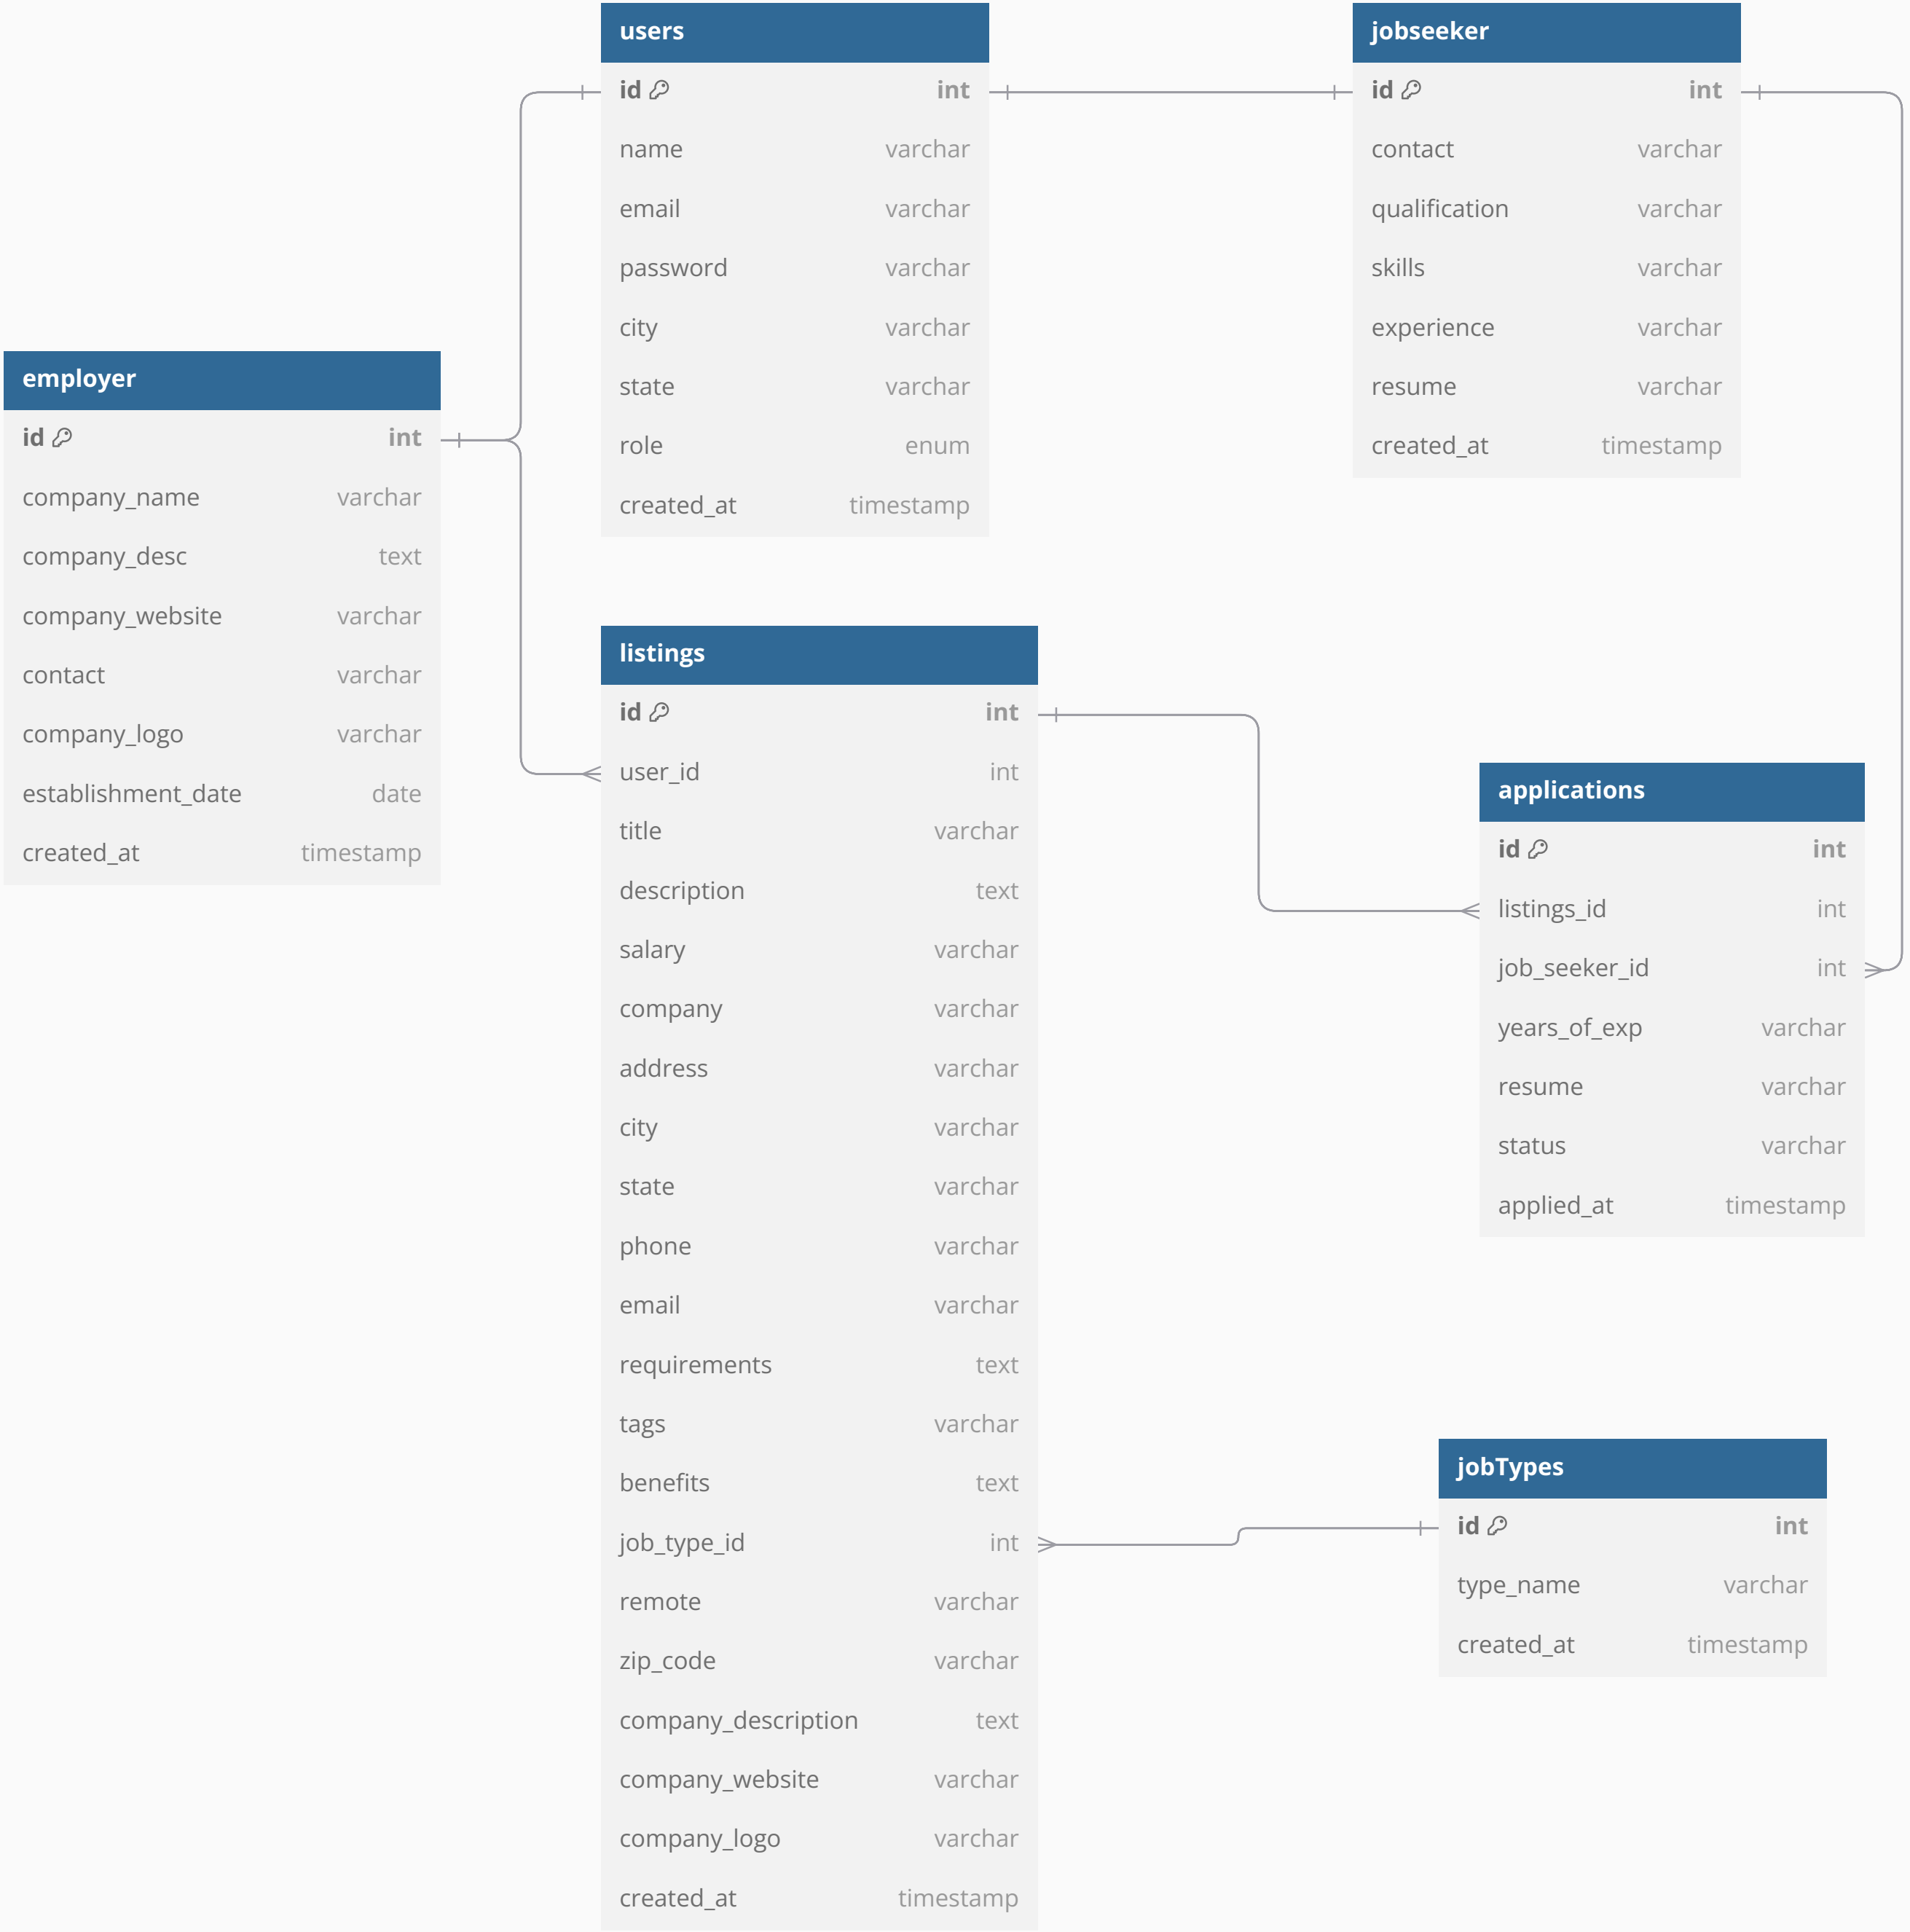 users
id int
name varchar
email varchar
password varchar
city varchar
state varchar
role enum
created_at timestamp
jobseeker
id int
contact varchar
qualification varchar
skills varchar
experience varchar
resume varchar
created_at timestamp
employer
id int
company_name varchar
company_desc text
company_website varchar
contact varchar
company_logo varchar
establishment_date date
created_at timestamp
listings
id int
user_id int
title varchar
description text
salary varchar
company varchar
address varchar
city varchar
state varchar
phone varchar
email varchar
requirements text
tags varchar
benefits text
job_type_id int
remote varchar
zip_code varchar
company_description text
company_website varchar
company_logo varchar
created_at timestamp
applications
id int
listings_id int
job_seeker_id int
years_of_exp varchar
resume varchar
status varchar
applied_at timestamp
jobTypes
id int
type_name varchar
created_at timestamp